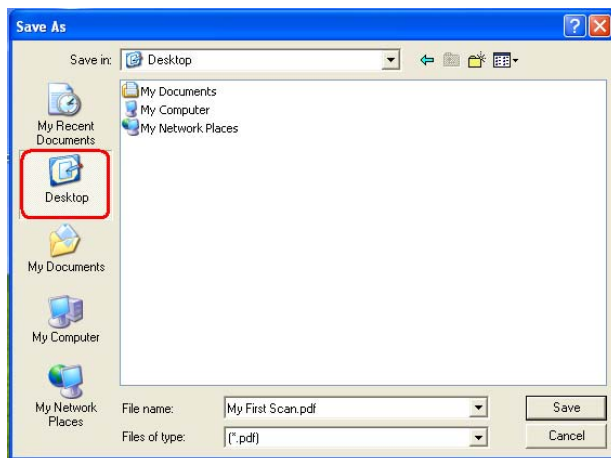 Save As
Save in: Desktop
My Documents
My Computer
My Network Places
My Recent
Documents
Desktop
My Documents
My Computer
My Network
Places
File name: My First Scan.pdf Save
Files of type: (*.pdf) Cancel